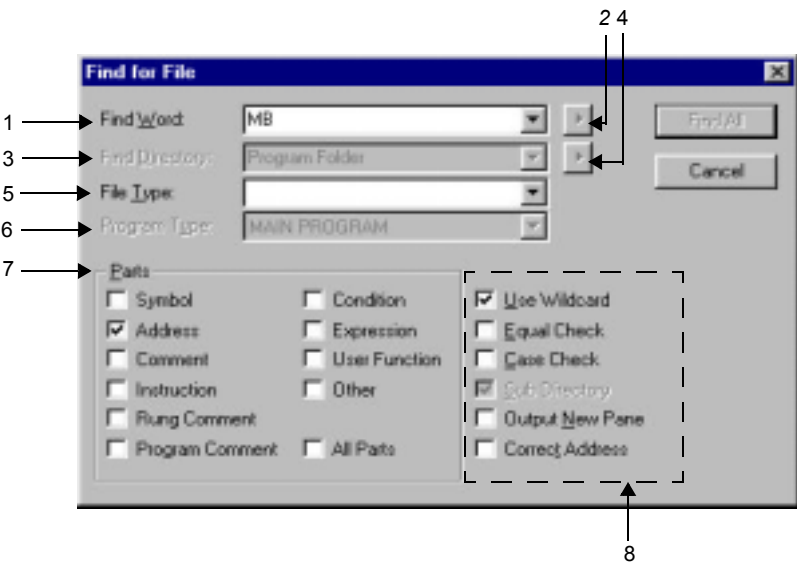 2 4
Find for File
1 Find Word: MB Find All
3 Find Directory: Program Folder
Cancel
5 File Type:
6 Program Type: MAIN PROGRAM
7 Parts
Symbol Condition Use Wildcard
Address Expression Equal Check
Comment User Function Case Check
Instruction Other Sub Directory
Rung Comment Output New Pane
Program Comment All Parts Correct Address
8